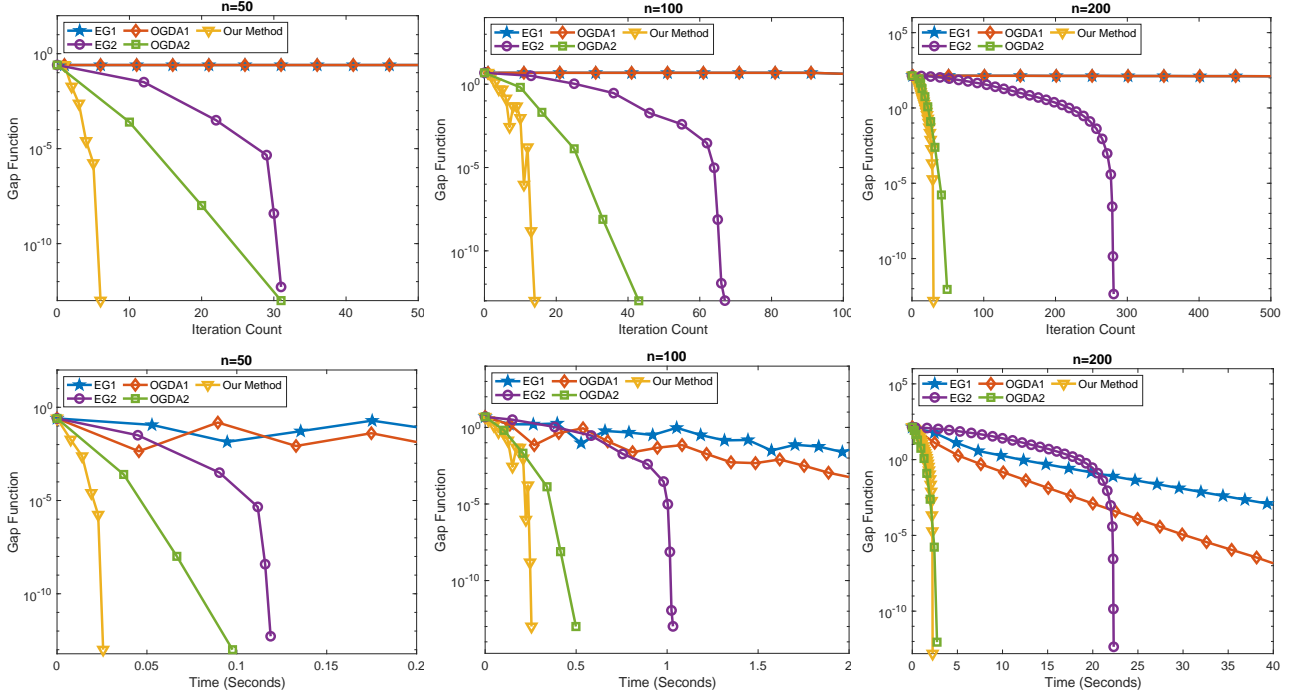 n=50
EG1 OGDA1 Our Method
EG2 OGDA2
Gap Function
10^0
10^-5
10^-10
0 10 20 30 40 50
Iteration Count
n=100
EG1 OGDA1 Our Method
EG2 OGDA2
Gap Function
10^0
10^-5
10^-10
0 20 40 60 80 100
Iteration Count
n=200
EG1 OGDA1 Our Method
EG2 OGDA2
Gap Function
10^5
10^0
10^-5
10^-10
0 100 200 300 400 500
Iteration Count
n=50
EG1 OGDA1 Our Method
EG2 OGDA2
Gap Function
10^0
10^-5
10^-10
0 0.05 0.1 0.15 0.2
Time (Seconds)
n=100
EG1 OGDA1 Our Method
EG2 OGDA2
Gap Function
10^0
10^-5
10^-10
0 0.5 1 1.5 2
Time (Seconds)
n=200
EG1 OGDA1 Our Method
EG2 OGDA2
Gap Function
10^5
10^0
10^-5
10^-10
0 5 10 15 20 25 30 35 40
Time (Seconds)